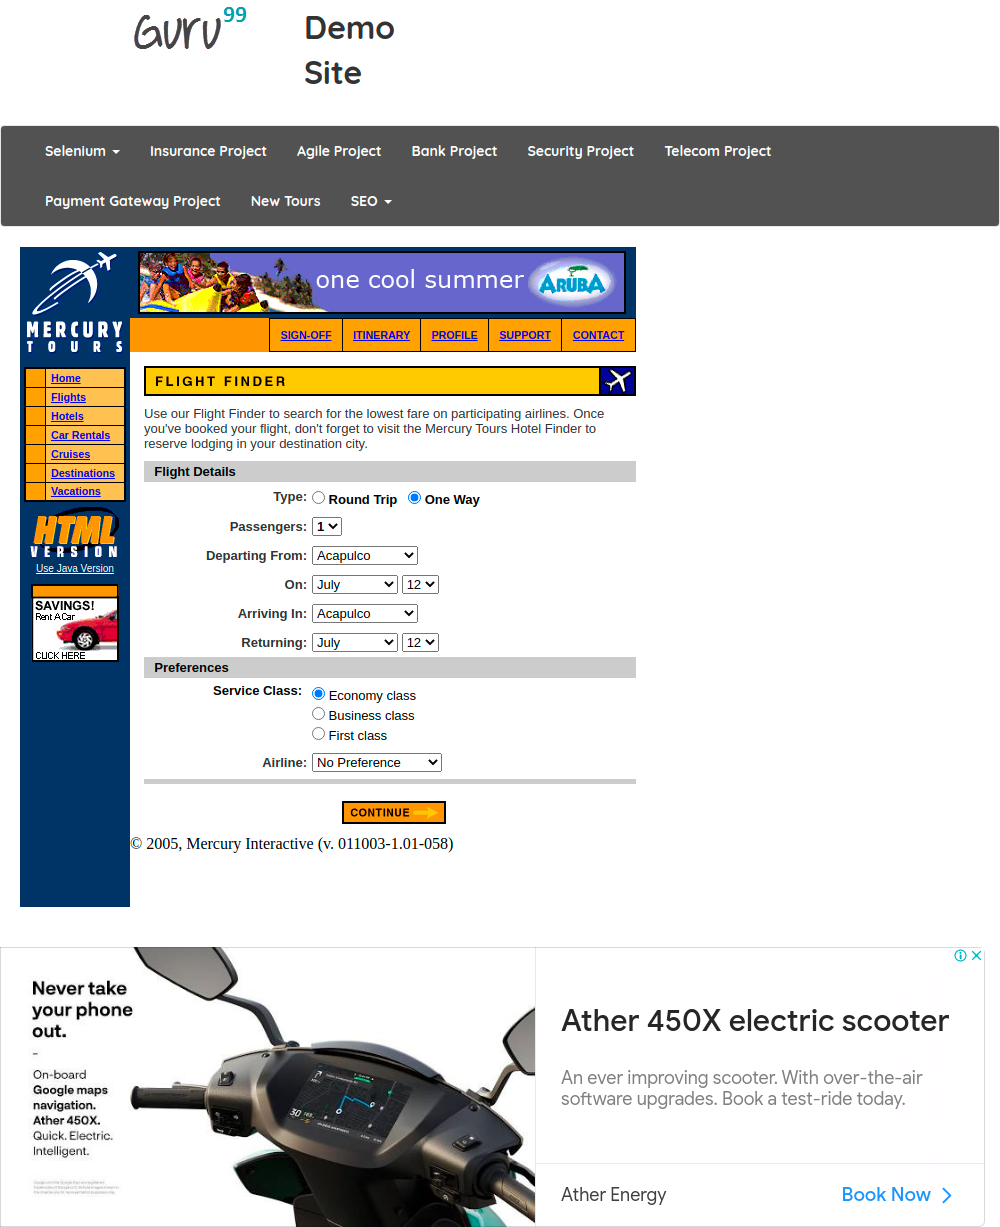 Guru99
Demo
Site
Selenium
Insurance Project
Agile Project
Bank Project
Security Project
Telecom Project
Payment Gateway Project
New Tours
SEO
one cool summer ARUBA
MERCURY
TOURS
SIGN-OFF
ITINERARY
PROFILE
SUPPORT
CONTACT
Home
Flights
Hotels
Car Rentals
Cruises
Destinations
Vacations
HTML
VERSION
Use Java Version
SAVINGS!
Rent A Car
CLICK HERE
FLIGHT FINDER
Use our Flight Finder to search for the lowest fare on participating airlines. Once
you've booked your flight, don't forget to visit the Mercury Tours Hotel Finder to
reserve lodging in your destination city.
Flight Details
Type: Round Trip One Way
Passengers: 1
Departing From: Acapulco
On: July 12
Arriving In: Acapulco
Returning: July 12
Preferences
Service Class: Economy class
Business class
First class
Airline: No Preference
CONTINUE
© 2005, Mercury Interactive (v. 011003-1.01-058)
Never take
your phone
out.
–
On-board
Google maps
navigation.
Ather 450X.
Quick. Electric.
Intelligent.
Ather 450X electric scooter
An ever improving scooter. With over-the-air
software upgrades. Book a test-ride today.
Ather Energy
Book Now